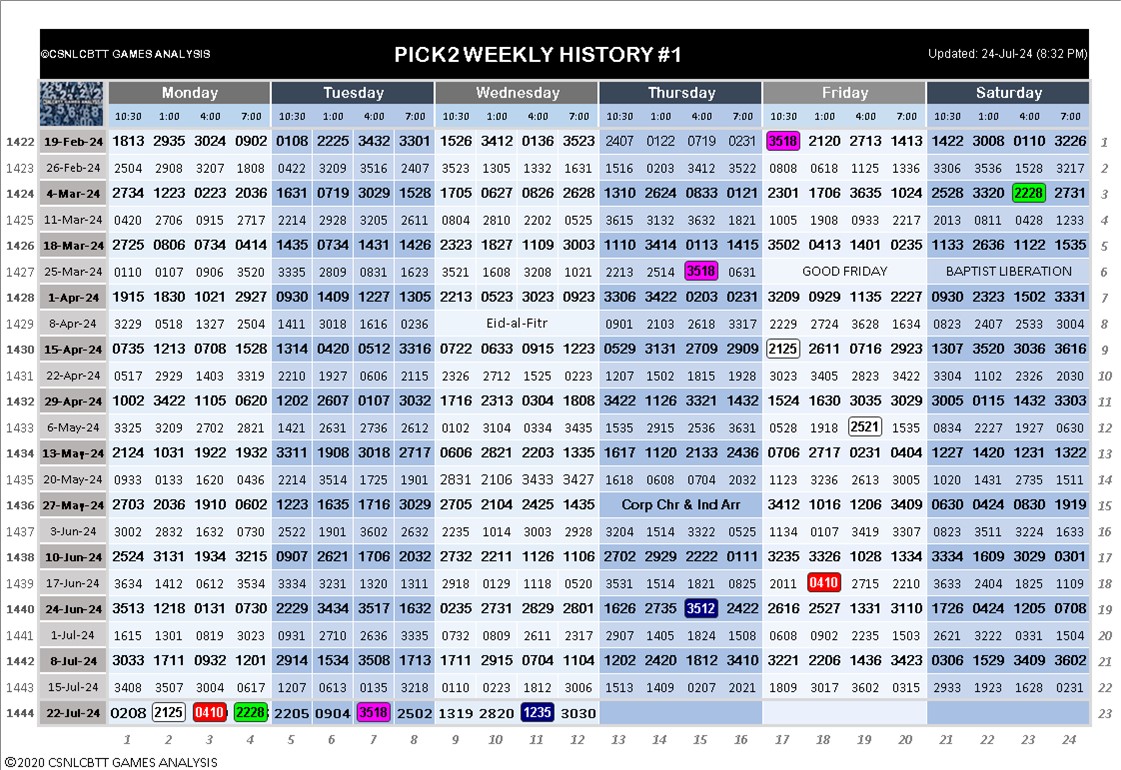 ©CSNLCBTT GAMES ANALYSIS PICK2 WEEKLY HISTORY #1 Updated: 24-Jul-24 (8:32 PM)
Monday Tuesday Wednesday Thursday Friday Saturday
10:30 1:00 4:00 7:00 10:30 1:00 4:00 7:00 10:30 1:00 4:00 7:00 10:30 1:00 4:00 7:00 10:30 1:00 4:00 7:00 10:30 1:00 4:00 7:00
1422 19-Feb-24 1813 2935 3024 0902 0108 2225 3432 3301 1526 3412 0136 3523 2407 0122 0719 0231 3518 2120 2713 1413 1422 3008 0110 3226 1
1423 26-Feb-24 2504 2908 3207 1808 0422 3209 3516 2407 3523 1305 1332 1631 1516 0203 3412 3522 0808 0618 1125 1336 3306 3536 1528 3217 2
1424 4-Mar-24 2734 1223 0223 2036 1631 0719 3029 1528 1705 0627 0826 2628 1310 2624 0833 0121 2301 1706 3635 1024 2528 3320 2228 2731 3
1425 11-Mar-24 0420 2706 0915 2717 2214 1628 3205 2611 0804 2810 2202 0525 3615 3132 3632 1821 1005 1908 0933 2217 2013 0811 0428 1233 4
1426 18-Mar-24 2725 0806 0734 0414 1435 0734 1431 1426 2323 1827 1109 3003 1110 3414 0113 1415 3502 0413 1401 0235 1133 2636 1122 1535 5
1427 25-Mar-24 0110 0107 0906 3520 3335 2809 0831 1623 3521 1608 3208 1021 2213 2514 3518 0631 GOOD FRIDAY BAPTIST LIBERATION 6
1428 1-Apr-24 1915 1830 1021 2927 0930 1409 1227 1305 2213 0523 3023 0923 3306 3422 0203 0231 3209 0929 1135 2227 0930 2323 1502 3331 7
1429 8-Apr-24 3229 0518 1327 2504 1411 3018 1616 0236 Eid-al-Fitr 0901 2103 2618 3317 2229 2724 3628 1634 0823 2407 2533 3004 8
1430 15-Apr-24 0735 1213 0708 1528 1314 0420 0512 3316 0722 0633 0915 1223 0529 3131 2709 2909 2125 2611 0716 2923 1307 3520 3036 3616 9
1431 22-Apr-24 0517 2929 1403 3319 2210 1927 0606 2115 2326 2712 1525 0223 1207 1502 1815 1928 3023 3405 2823 3422 3304 1102 2326 2030 10
1432 29-Apr-24 1002 3422 1105 0620 1202 2607 0107 3032 1716 2313 0304 1808 3422 1126 3321 1432 1524 1630 3035 3029 3005 0115 1432 3303 11
1433 6-May-24 3325 3209 2702 2821 1421 2631 2736 2612 0102 3104 0334 3435 1535 2915 2536 3631 0528 1918 2521 1535 0834 2227 1927 0630 12
1434 13-May-24 2124 1031 1922 1932 3311 1908 3018 2717 0606 2821 2203 1335 1617 1120 2133 2436 0706 2717 0231 0404 1227 1420 1231 1322 13
1435 20-May-24 0933 0133 1620 0436 2214 3514 1725 1901 2831 2106 3433 3427 1618 0608 0704 2032 1123 3236 2613 3005 1020 1431 2735 1511 14
1436 27-May-24 2703 2036 1910 0602 1223 1635 1716 3029 2705 2104 2425 1435 Corp Chr & Ind Arr 3412 1016 1206 3409 0630 0424 0830 1919 15
1437 3-Jun-24 3002 2832 1632 0730 2522 1901 3602 2632 2235 1014 3003 2928 3204 1514 3322 0525 1134 0107 3419 3307 0823 3511 3224 1633 16
1438 10-Jun-24 2524 3131 1934 3215 0907 2621 1706 2032 2732 2211 1126 1106 2702 2929 2222 0111 3235 3326 1028 1334 3334 1609 3029 0301 17
1439 17-Jun-24 3634 1412 0612 3534 3334 3231 1320 1311 2918 0129 1118 0520 3531 1514 1821 0825 2011 0410 2715 2210 3633 2404 1825 1109 18
1440 24-Jun-24 3513 1218 0131 0730 2229 3434 3517 1632 0235 2731 2829 2801 1626 2735 3512 2422 2616 2527 1331 3110 1726 0424 1205 0708 19
1441 1-Jul-24 1615 1301 0819 3023 0931 2710 2636 3335 0732 0809 2611 2317 2907 1405 1824 1508 0608 0902 2235 1503 2621 3222 0331 1504 20
1442 8-Jul-24 3033 1711 0932 1201 2914 1534 3508 1713 1711 2915 0704 1104 1202 2420 1812 3410 3221 2206 1436 3423 0306 1529 3409 3602 21
1443 15-Jul-24 3408 3507 3004 0617 1207 0613 0135 3218 0110 0223 1812 3006 1513 1409 0207 2021 1809 3017 3602 0315 2933 1923 1628 0231 22
1444 22-Jul-24 0208 2125 0410 2228 2205 0904 3518 2502 1319 2820 1235 3030 23
1 2 3 4 5 6 7 8 9 10 11 12 13 14 15 16 17 18 19 20 21 22 23 24
©2020 CSNLCBTT GAMES ANALYSIS